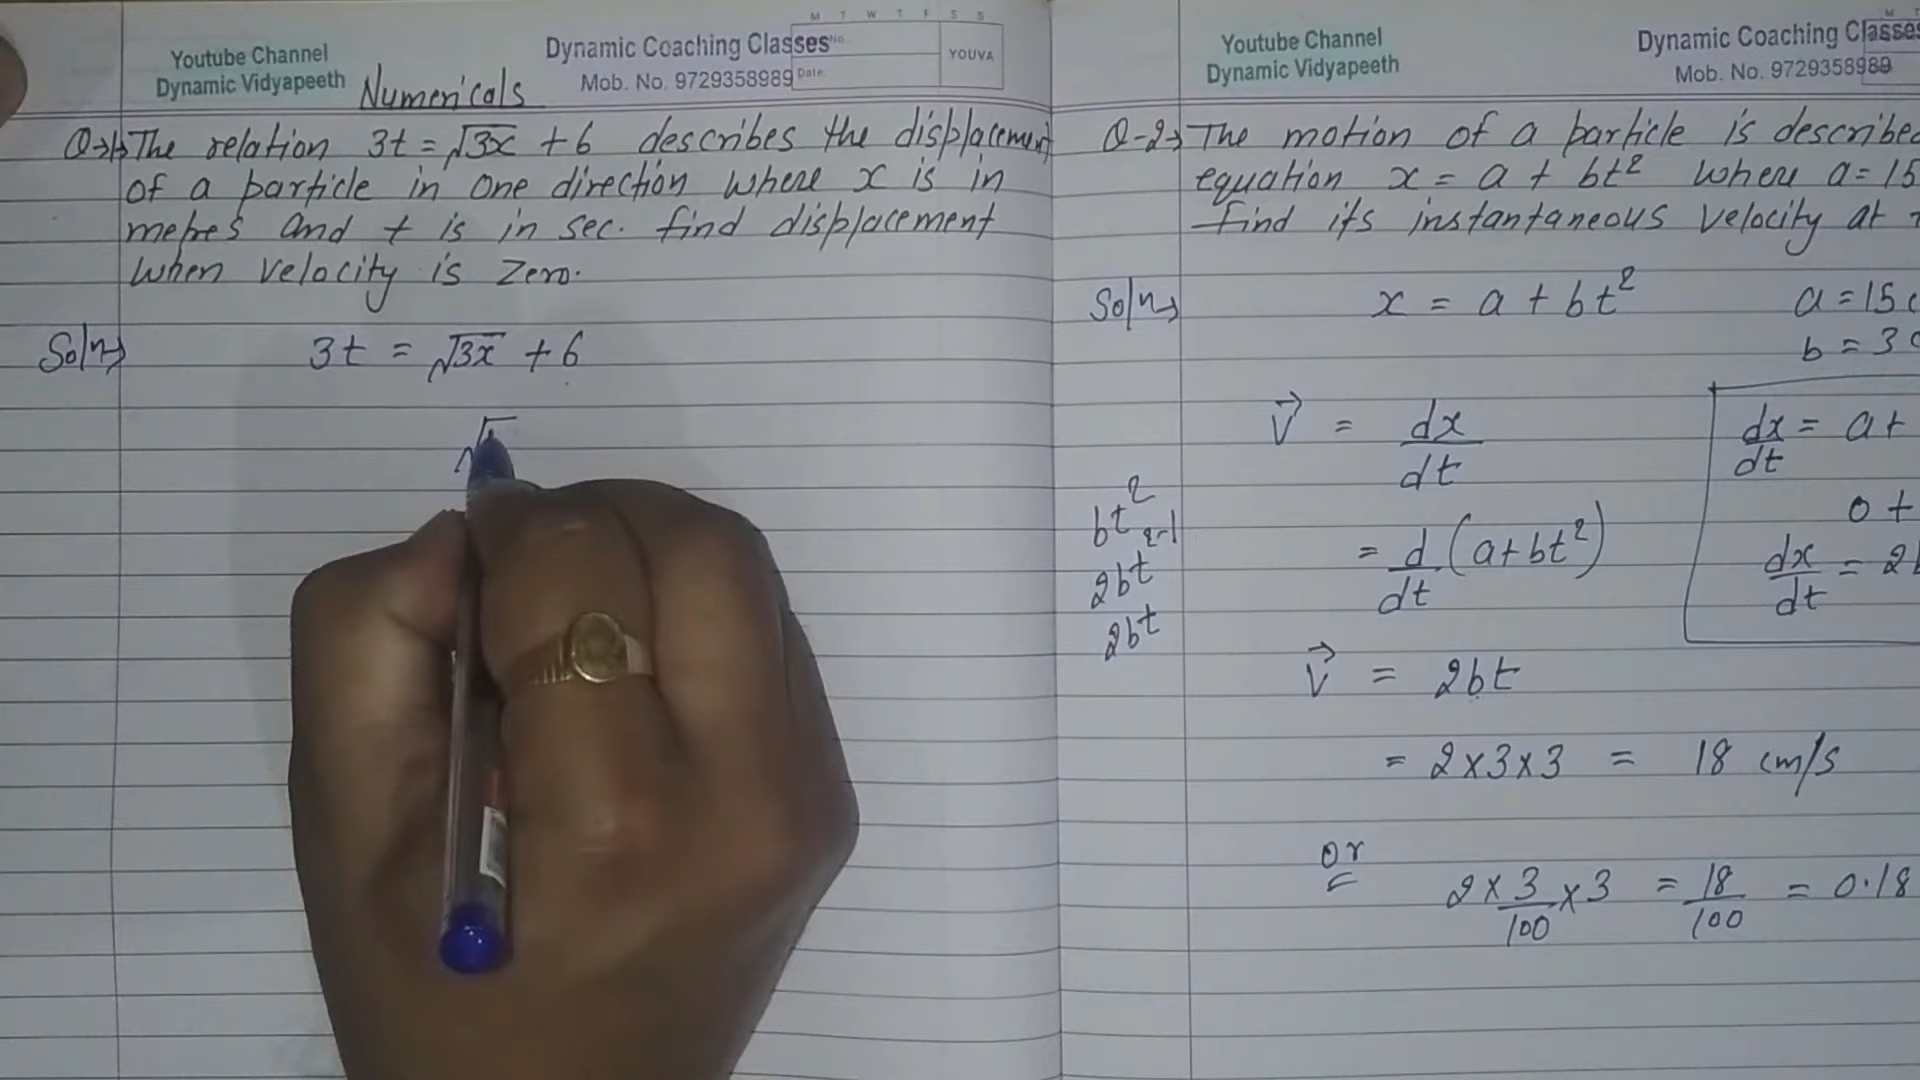 M T W T F S S
Youtube Channel
Dynamic Vidyapeeth
Numericals
Dynamic Coaching Classes
Mob. No. 9729358989
No.
Date
YOUVA
Q→1→ The relation 3t = √3x + 6 describes the displacement
of a particle in one direction where x is in
metres and t is in sec. find displacement
when velocity is zero.
Soln→ 3t = √3x + 6
√
M T
Youtube Channel
Dynamic Vidyapeeth
Dynamic Coaching Classes
Mob. No. 9729358989
Q-2→ The motion of a particle is described
equation x = a + bt² where a = 15
find its instantaneous velocity at
Soln→ x = a + bt²
a = 15
b = 3
V⃗ = dx/dt
dx/dt = a +
0 +
dx/dt = 2
bt²
2bt²⁻¹
2bt
= d/dt (a + bt²)
V⃗ = 2bt
= 2×3×3 = 18 cm/s
or
2 × 3/100 × 3 = 18/100 = 0.18